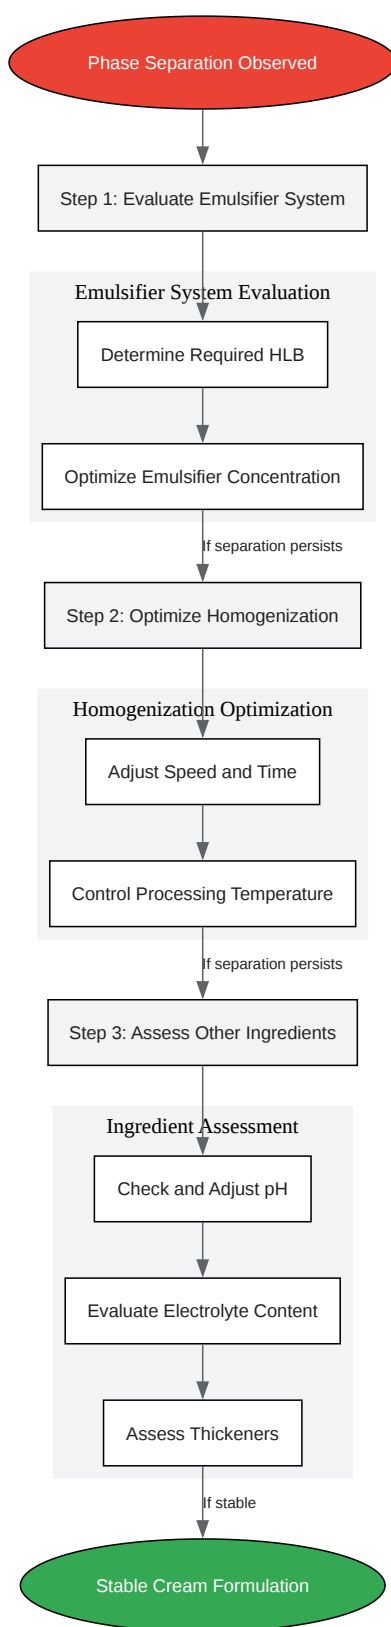 Phase Separation Observed
Step 1: Evaluate Emulsifier System
Emulsifier System Evaluation
Determine Required HLB
Optimize Emulsifier Concentration
If separation persists
Step 2: Optimize Homogenization
Homogenization Optimization
Adjust Speed and Time
Control Processing Temperature
If separation persists
Step 3: Assess Other Ingredients
Ingredient Assessment
Check and Adjust pH
Evaluate Electrolyte Content
Assess Thickeners
If stable
Stable Cream Formulation